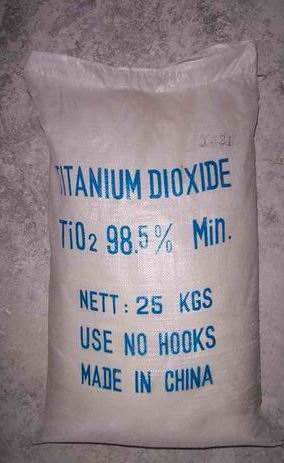 TITANIUM DIOXIDE
TiO2 98.5% Min.
NETT: 25 KGS
USE NO HOOKS
MADE IN CHINA